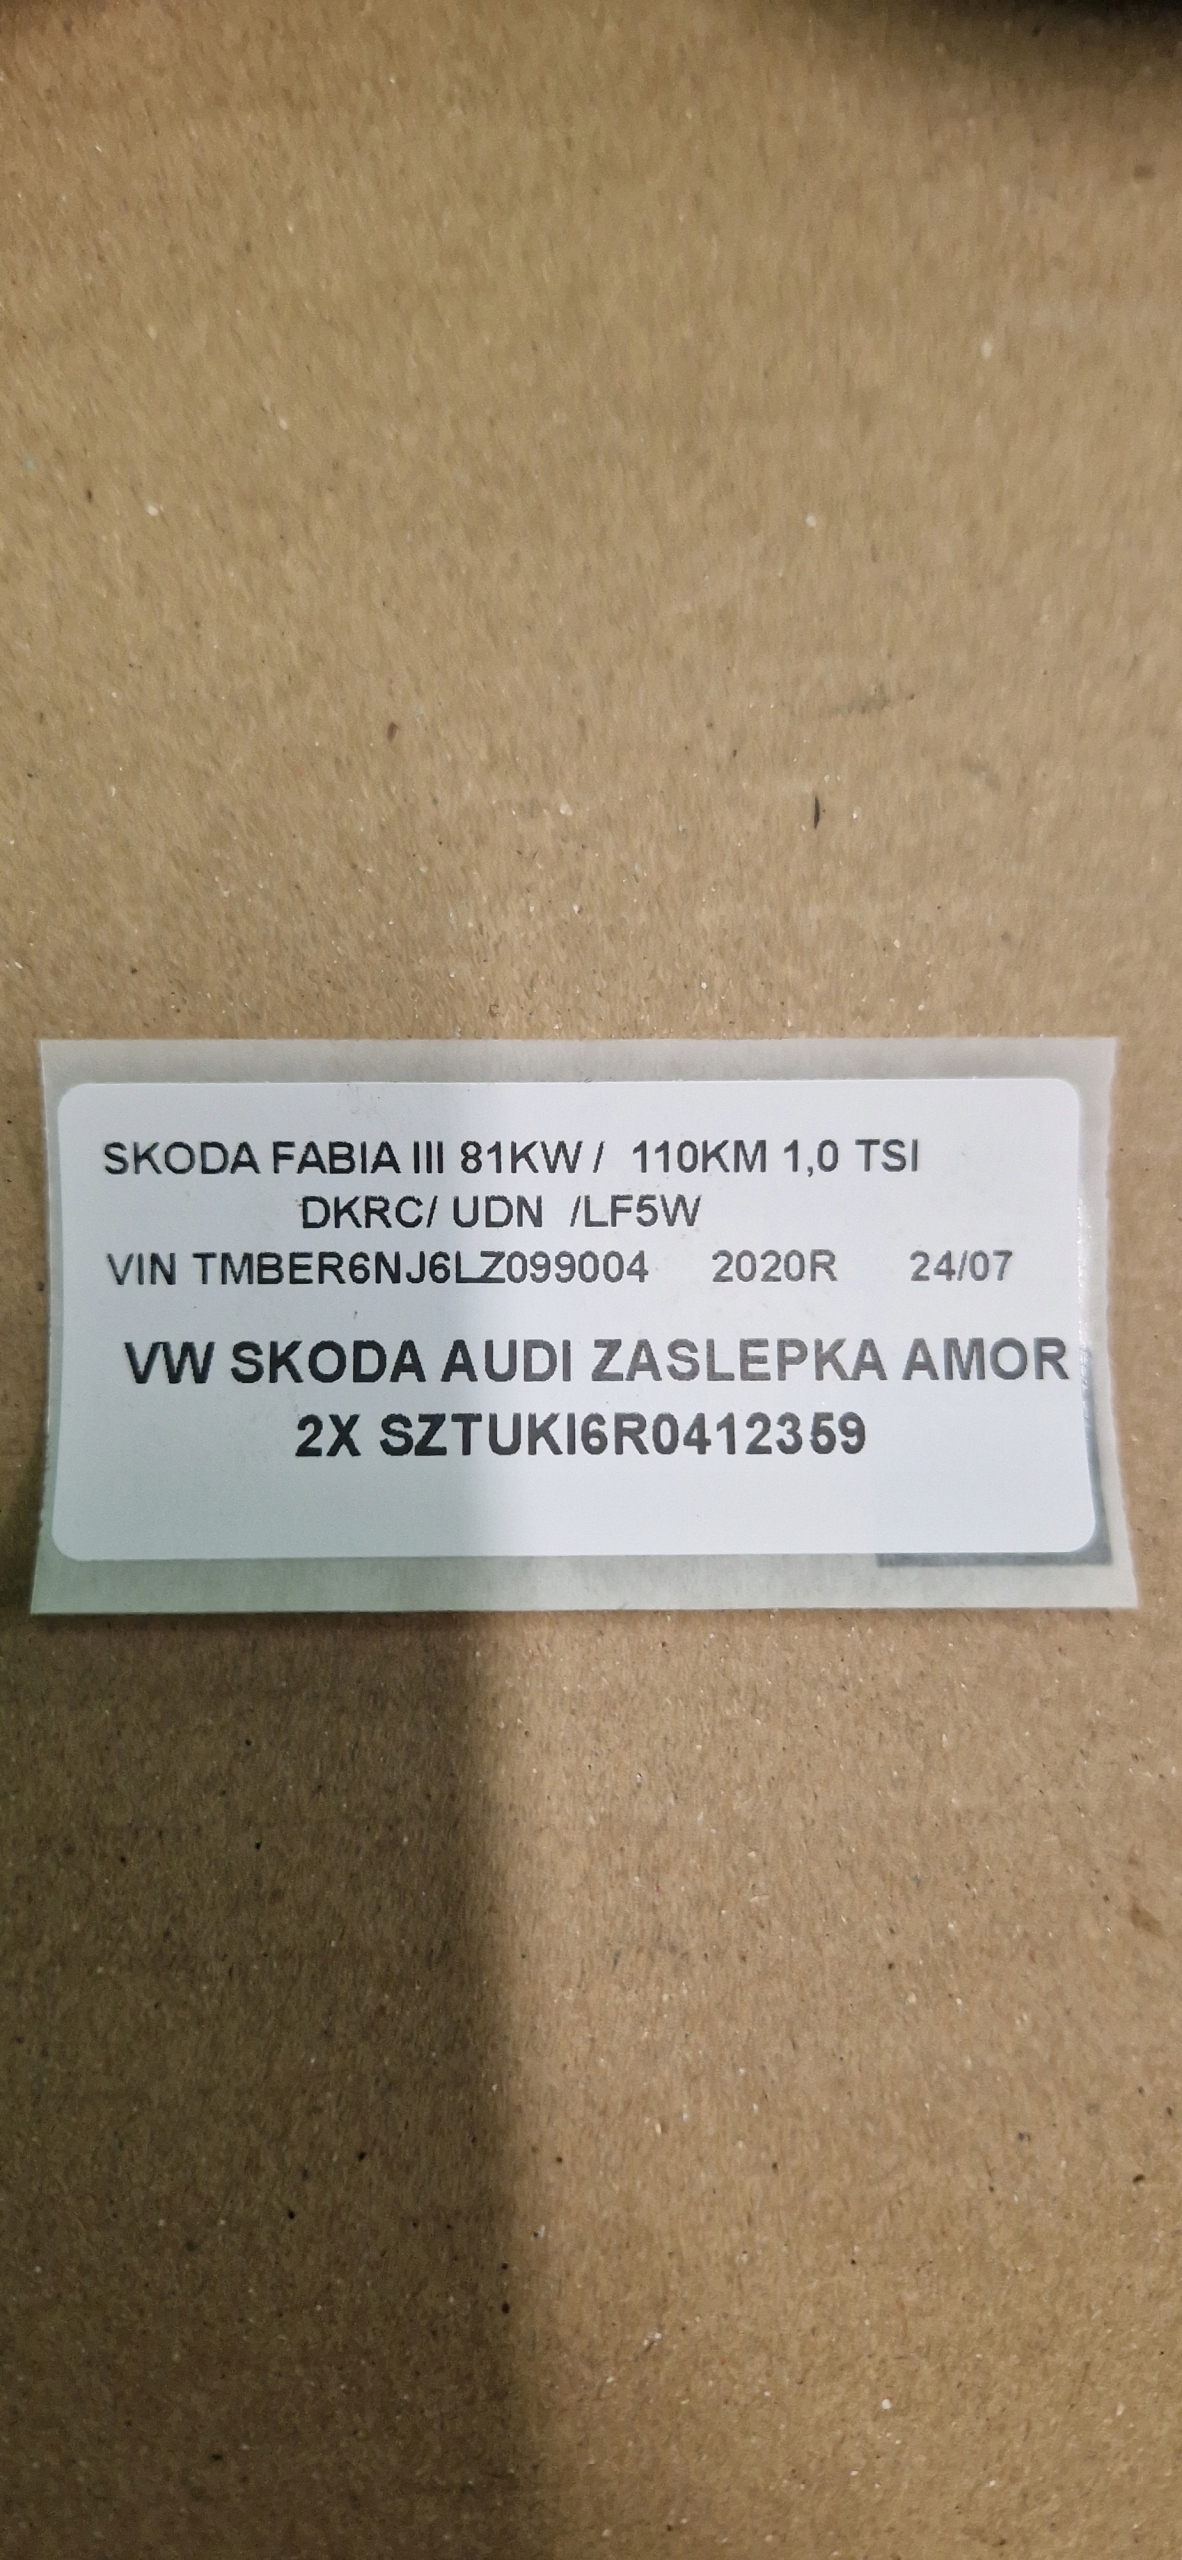 SKODA FABIA III 81KW / 110KM 1,0 TSI
DKRC/ UDN /LF5W
VIN TMBER6NJ6LZ099004 2020R 24/07
VW SKODA AUDI ZASLEPKA AMOR
2X SZTUKI6R0412359